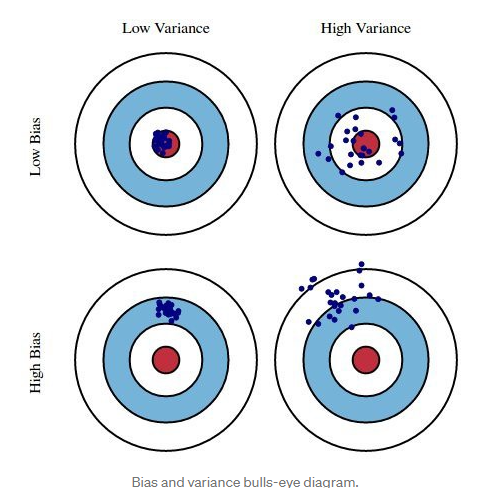 Low Variance
High Variance
Low Bias
High Bias
Bias and variance bulls-eye diagram.